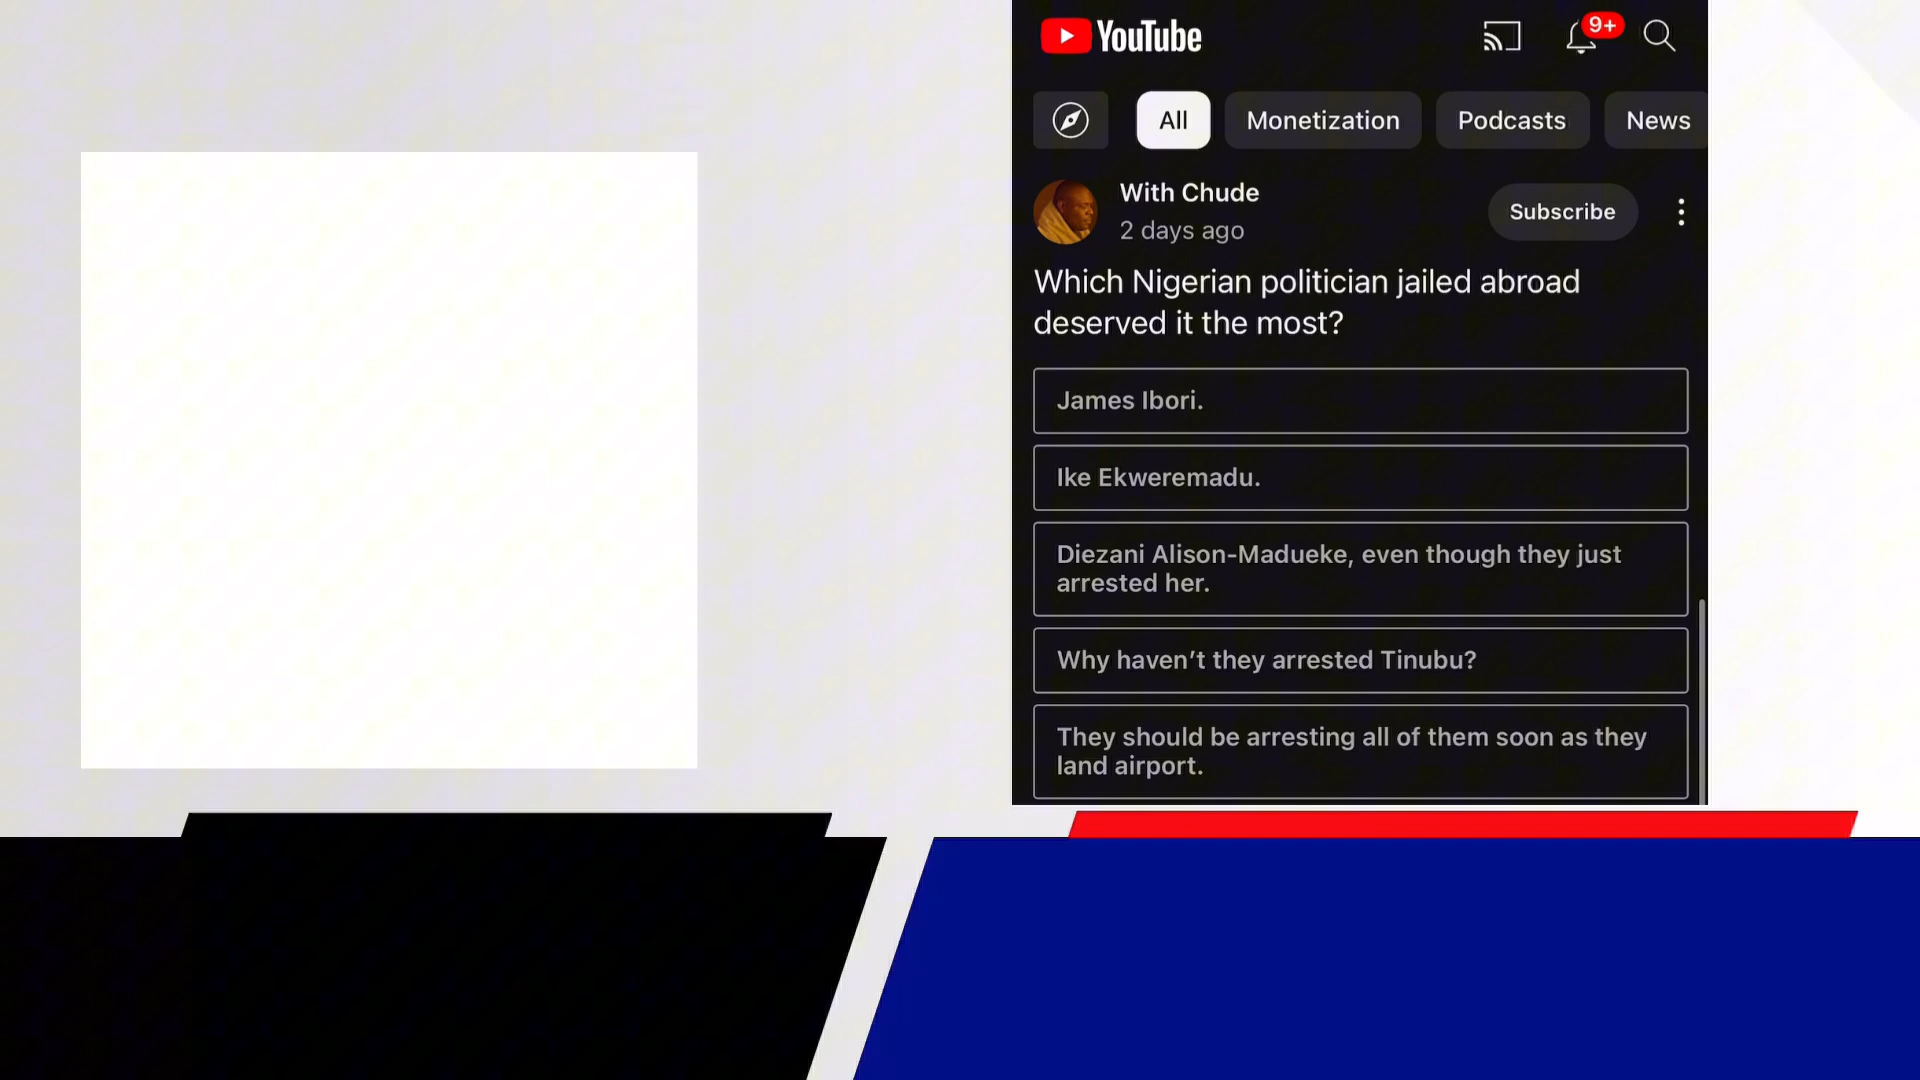 YouTube
9+
All
Monetization
Podcasts
News
With Chude
2 days ago
Subscribe
Which Nigerian politician jailed abroad
deserved it the most?
James Ibori.
Ike Ekweremadu.
Diezani Alison-Madueke, even though they just
arrested her.
Why haven’t they arrested Tinubu?
They should be arresting all of them soon as they
land airport.